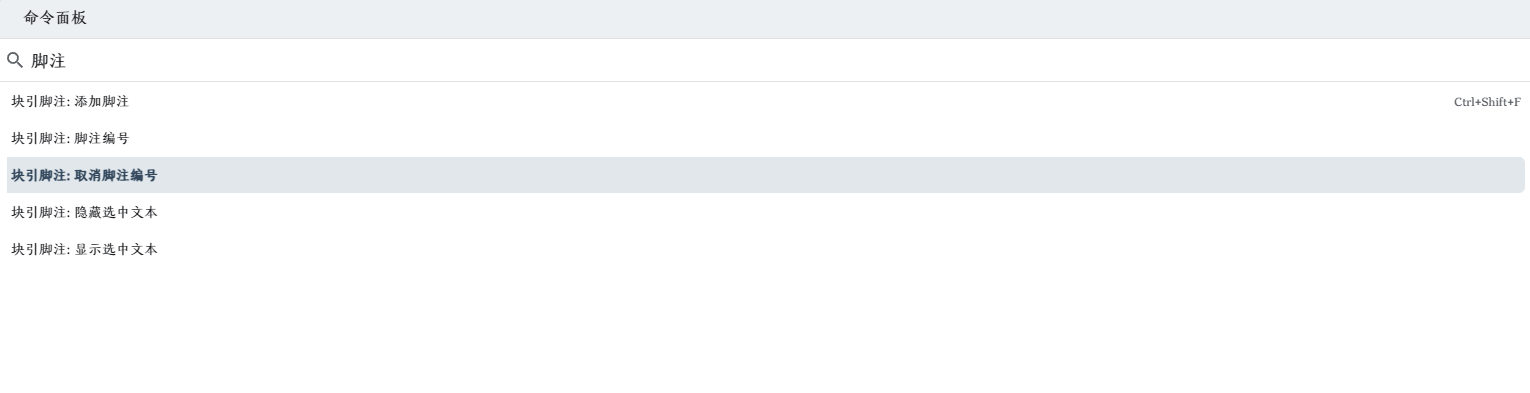 命令面板
脚注
块引脚注: 添加脚注 Ctrl+Shift+F
块引脚注: 脚注编号
块引脚注: 取消脚注编号
块引脚注: 隐藏选中文本
块引脚注: 显示选中文本